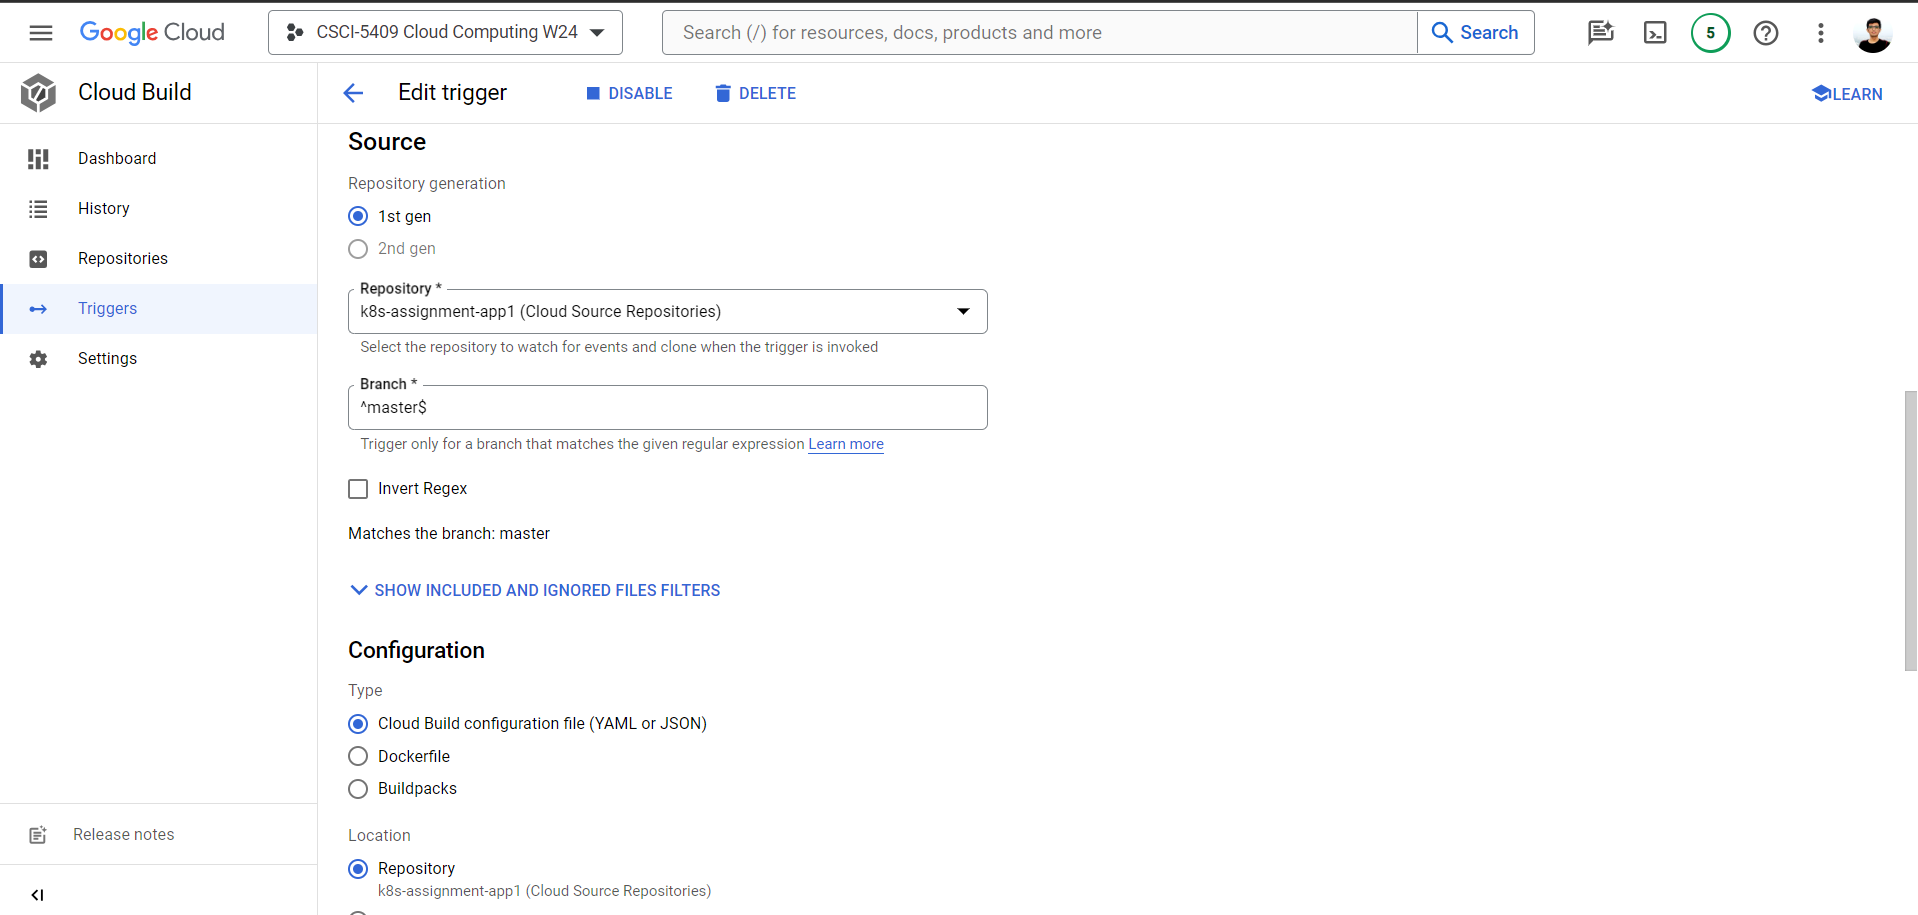 Google Cloud
CSCI-5409 Cloud Computing W24
Search (/) for resources, docs, products and more
Search
5
Cloud Build
Edit trigger
DISABLE
DELETE
LEARN
Dashboard
History
Repositories
Triggers
Settings
Release notes
Source
Repository generation
1st gen
2nd gen
Repository *
k8s-assignment-app1 (Cloud Source Repositories)
Select the repository to watch for events and clone when the trigger is invoked
Branch *
^master$
Trigger only for a branch that matches the given regular expression Learn more
Invert Regex
Matches the branch: master
SHOW INCLUDED AND IGNORED FILES FILTERS
Configuration
Type
Cloud Build configuration file (YAML or JSON)
Dockerfile
Buildpacks
Location
Repository
k8s-assignment-app1 (Cloud Source Repositories)